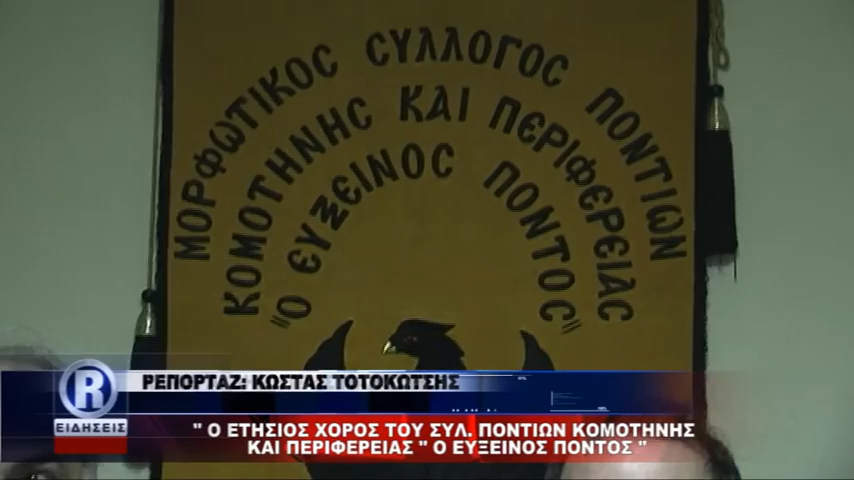 ΜΟΡΦΩΤΙΚΟΣ ΣΥΛΛΟΓΟΣ ΠΟΝΤΙΩΝ
ΚΟΜΟΤΗΝΗΣ ΚΑΙ ΠΕΡΙΦΕΡΕΙΑΣ
"Ο ΕΥΞΕΙΝΟΣ ΠΟΝΤΟΣ"
R
ΕΙΔΗΣΕΙΣ
ΡΕΠΟΡΤΑΖ: ΚΩΣΤΑΣ ΤΟΤΟΚΩΤΣΗΣ
" Ο ΕΤΗΣΙΟΣ ΧΟΡΟΣ ΤΟΥ ΣΥΛ. ΠΟΝΤΙΩΝ ΚΟΜΟΤΗΝΗΣ
ΚΑΙ ΠΕΡΙΦΕΡΕΙΑΣ " Ο ΕΥΞΕΙΝΟΣ ΠΟΝΤΟΣ "